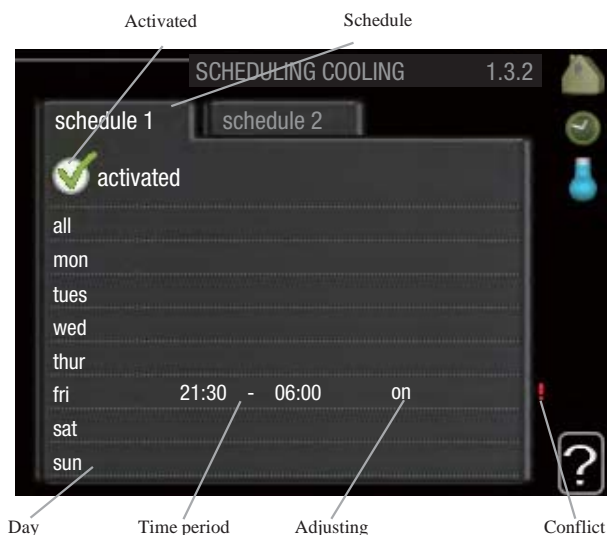 Activated Schedule
SCHEDULING COOLING 1.3.2
schedule 1 schedule 2
activated
all
mon
tues
wed
thur
fri 21:30 - 06:00 on !
sat
sun
?
Day Time period Adjusting Conflict